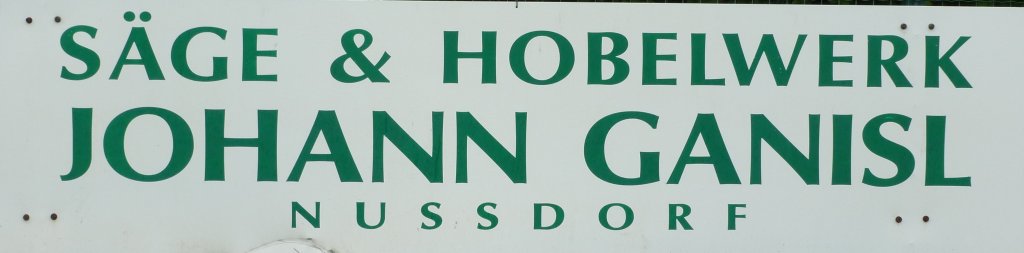 SÄGE & HOBELWERK
JOHANN GANISL
NUSSDORF